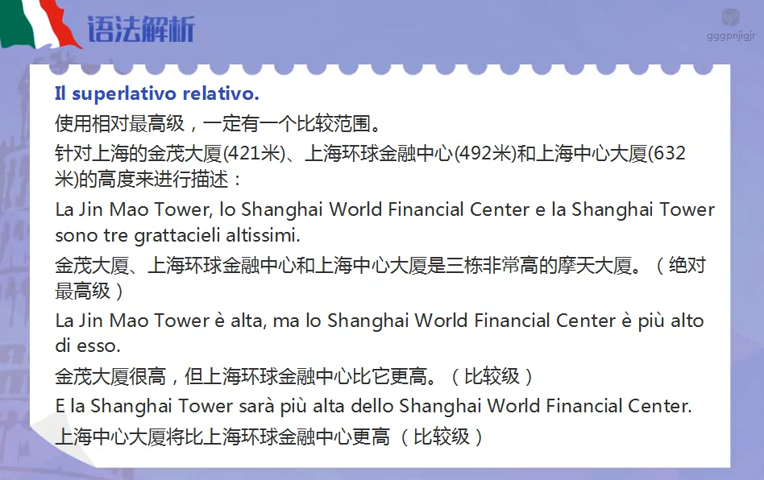 语法解析
gggpnjigjr
Il superlativo relativo.
使用相对最高级，一定有一个比较范围。
针对上海的金茂大厦(421米)、上海环球金融中心(492米)和上海中心大厦(632
米)的高度来进行描述：
La Jin Mao Tower, lo Shanghai World Financial Center e la Shanghai Tower
sono tre grattacieli altissimi.
金茂大厦、上海环球金融中心和上海中心大厦是三栋非常高的摩天大厦。（绝对
最高级）
La Jin Mao Tower è alta, ma lo Shanghai World Financial Center è più alto
di esso.
金茂大厦很高，但上海环球金融中心比它更高。（比较级）
E la Shanghai Tower sarà più alta dello Shanghai World Financial Center.
上海中心大厦将比上海环球金融中心更高（比较级）